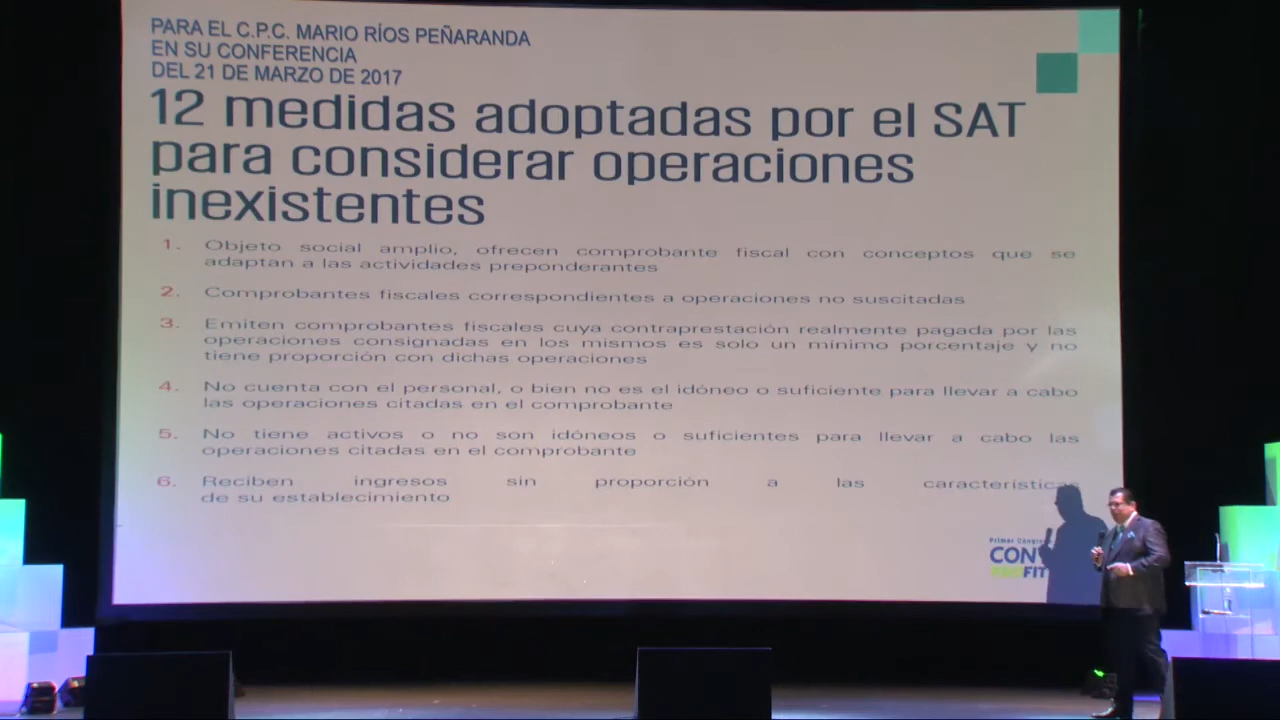 PARA EL C.P.C. MARIO RÍOS PEÑARANDA
EN SU CONFERENCIA
DEL 21 DE MARZO DE 2017
12 medidas adoptadas por el SAT
para considerar operaciones
inexistentes
1. Objeto social amplio, ofrecen comprobante fiscal con conceptos que se
adaptan a las actividades preponderantes
2. Comprobantes fiscales correspondientes a operaciones no suscitadas
3. Emiten comprobantes fiscales cuya contraprestación realmente pagada por las
operaciones consignadas en los mismos es solo un mínimo porcentaje y no
tiene proporción con dichas operaciones
4. No cuenta con el personal, o bien no es el idóneo o suficiente para llevar a cabo
las operaciones citadas en el comprobante
5. No tiene activos o no son idóneos o suficientes para llevar a cabo las
operaciones citadas en el comprobante
6. Reciben ingresos sin proporción a las características
de su establecimiento
Primer